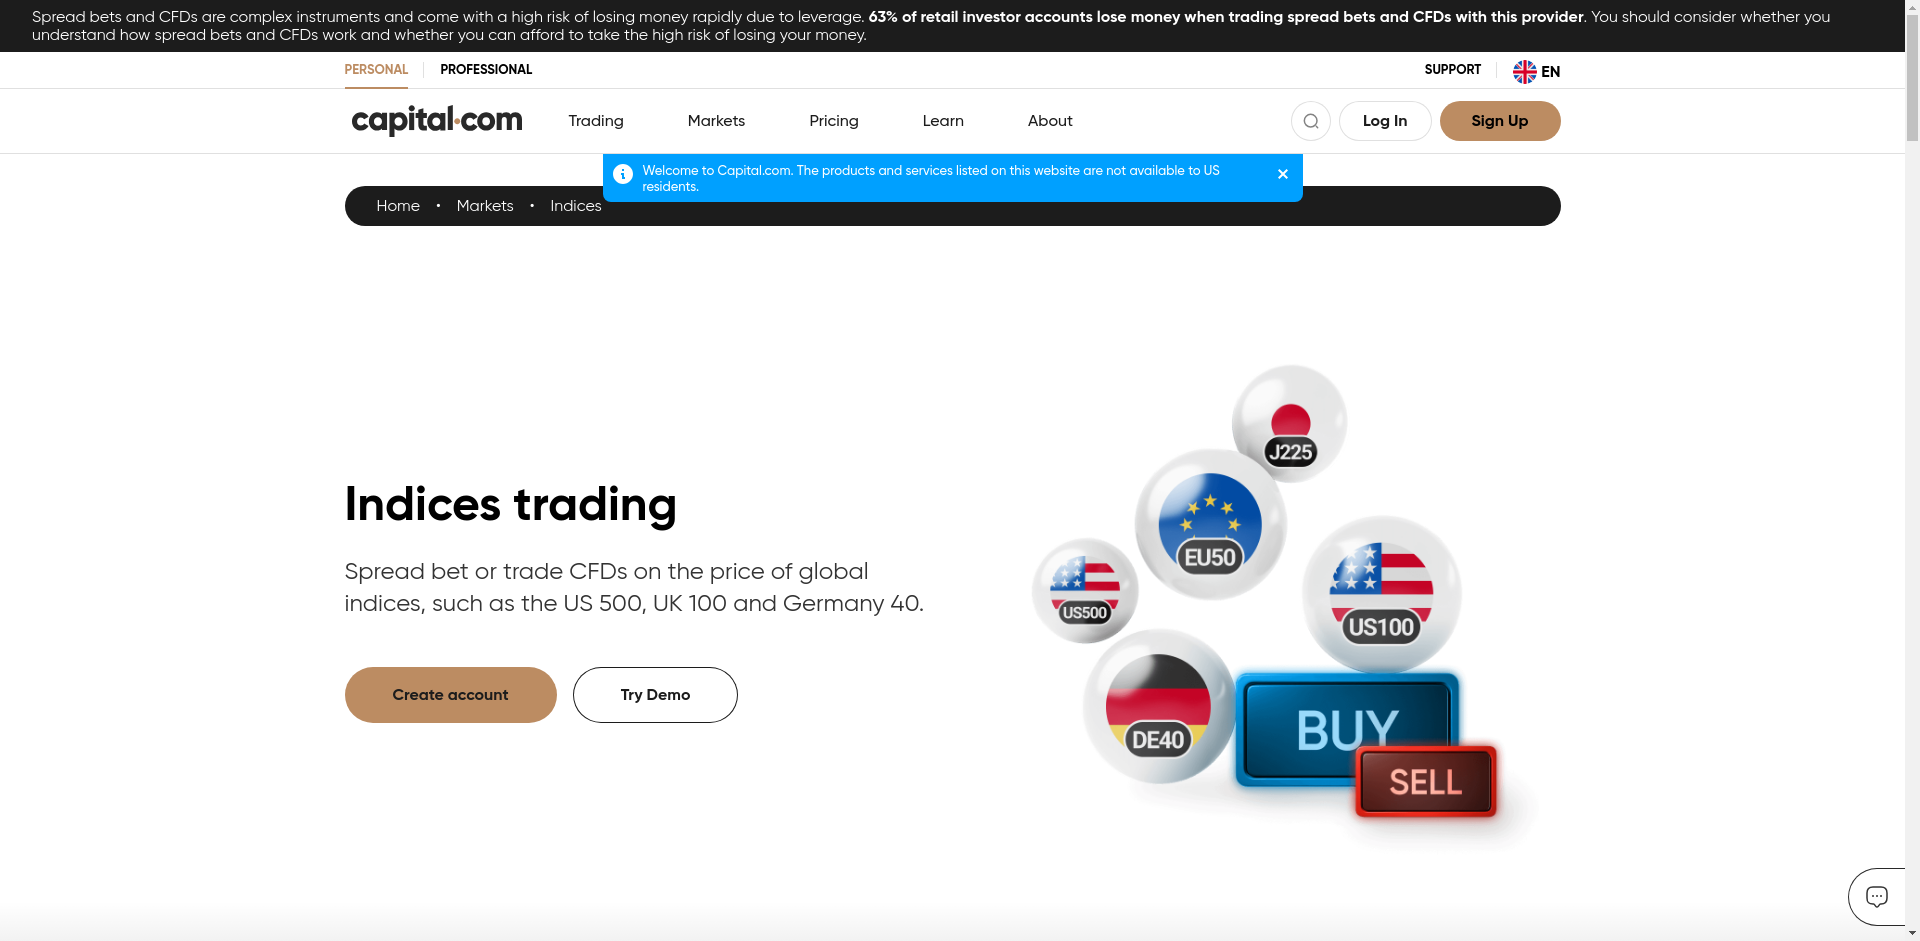 Spread bets and CFDs are complex instruments and come with a high risk of losing money rapidly due to leverage. 63% of retail investor accounts lose money when trading spread bets and CFDs with this provider. You should consider whether you
understand how spread bets and CFDs work and whether you can afford to take the high risk of losing your money.
PERSONAL PROFESSIONAL SUPPORT EN
capital.com Trading Markets Pricing Learn About Log In Sign Up
Welcome to Capital.com. The products and services listed on this website are not available to US
residents.
Home • Markets • Indices
J225
Indices trading
EU50
Spread bet or trade CFDs on the price of global
indices, such as the US 500, UK 100 and Germany 40.
US500
US100
Create account Try Demo
DE40
BUY
SELL